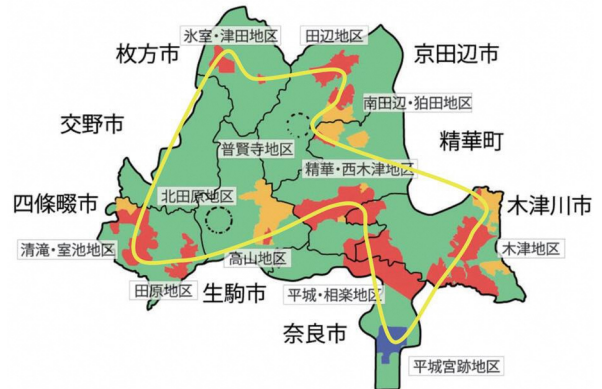 氷室・津田地区
田辺地区
枚方市
京田辺市
南田辺・狛田地区
交野市
普賢寺地区
精華町
精華・西木津地区
北田原地区
四條畷市
木津川市
清滝・室池地区
高山地区
木津地区
田原地区
生駒市
平城・相楽地区
奈良市
平城宮跡地区